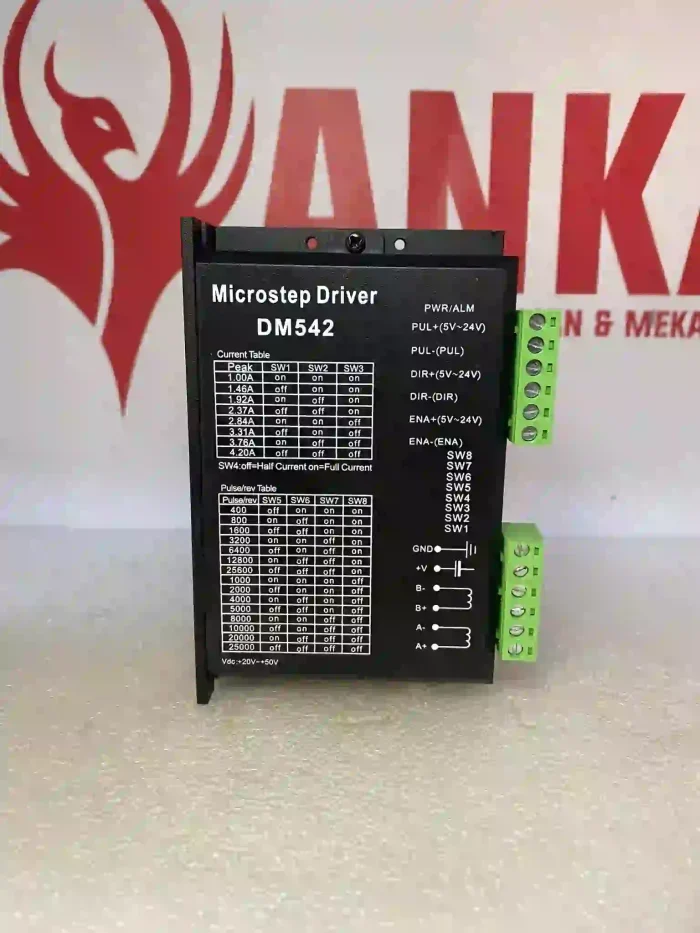 ANKA
AN & MEKA
Microstep Driver
DM542
Current Table
Peak SW1 SW2 SW3
1.00A on on on
1.46A off on on
1.92A on off on
2.37A off off on
2.84A on on off
3.31A off on off
3.76A on off off
4.20A off off off
SW4:off=Half Current on=Full Current
Pulse/rev Table
Pulse/rev SW5 SW6 SW7 SW8
400 off on on on
800 on off on on
1600 off off on on
3200 on on off on
6400 off on off on
12800 on off off on
25600 off off off on
1000 on on on off
2000 off on on off
4000 on off on off
5000 off off on off
8000 on on off off
10000 off on off off
20000 on off off off
25000 off off off off
Vdc:+20V~+50V
PWR/ALM
PUL+(5V~24V)
PUL-(PUL)
DIR+(5V~24V)
DIR-(DIR)
ENA+(5V~24V)
ENA-(ENA)
SW8
SW7
SW6
SW5
SW4
SW3
SW2
SW1
GND
+V
B-
B+
A-
A+